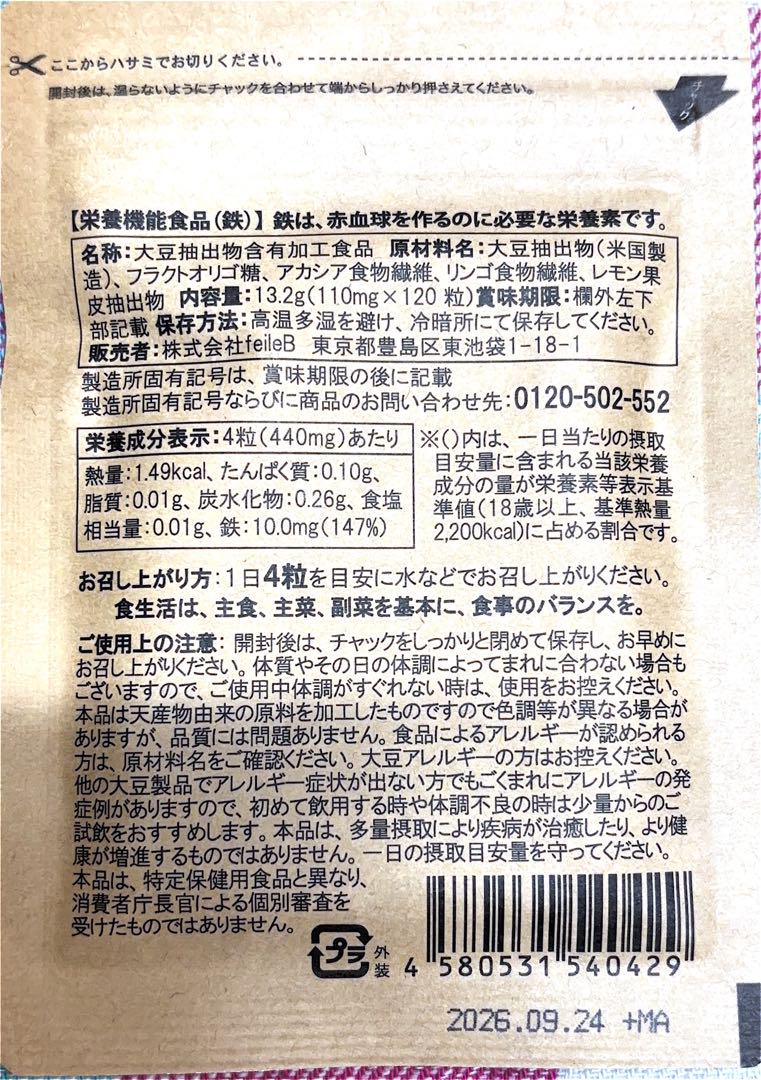 ここからハサミでお切りください。
開封後は、湿らないようにチャックを合わせて端からしっかり押さえてください。
チャック
【栄養機能食品(鉄)】鉄は、赤血球を作るのに必要な栄養素です。
名称:大豆抽出物含有加工食品 原材料名:大豆抽出物(米国製
造)、フラクトオリゴ糖、アカシア食物繊維、リンゴ食物繊維、レモン果
皮抽出物 内容量:13.2g(110mg×120粒)賞味期限:欄外左下
部記載 保存方法:高温多湿を避け、冷暗所にて保存してください。
販売者:株式会社feileB 東京都豊島区東池袋1-18-1
製造所固有記号は、賞味期限の後に記載
製造所固有記号ならびに商品のお問い合わせ先:0120-502-552
栄養成分表示:4粒(440mg)あたり
熱量:1.49kcal、たんぱく質:0.10g、
脂質:0.01g、炭水化物:0.26g、食塩
相当量:0.01g、鉄:10.0mg(147%)
※()内は、一日当たりの摂取
目安量に含まれる当該栄養
成分の量が栄養素等表示基
準値(18歳以上、基準熱量
2,200kcal)に占める割合です。
お召し上がり方:1日4粒を目安に水などでお召し上がりください。
食生活は、主食、主菜、副菜を基本に、食事のバランスを。
ご使用上の注意: 開封後は、チャックをしっかりと閉めて保存し、お早めに
お召し上がりください。体質やその日の体調によってまれに合わない場合も
ございますので、ご使用中体調がすぐれない時は、使用をお控えください。
本品は天産物由来の原料を加工したものですので色調等が異なる場合が
ありますが、品質には問題ありません。食品によるアレルギーが認められる
方は、原材料名をご確認ください。大豆アレルギーの方はお控えください。
他の大豆製品でアレルギー症状が出ない方でもごくまれにアレルギーの発
症例がありますので、初めて飲用する時や体調不良の時は少量からのご
試飲をおすすめします。本品は、多量摂取により疾病が治癒したり、より健
康が増進するものではありません。一日の摂取目安量を守ってください。
本品は、特定保健用食品と異なり、
消費者庁長官による個別審査を
受けたものではありません。
プラ
外装
4 580531 540429
2026.09.24 +MA